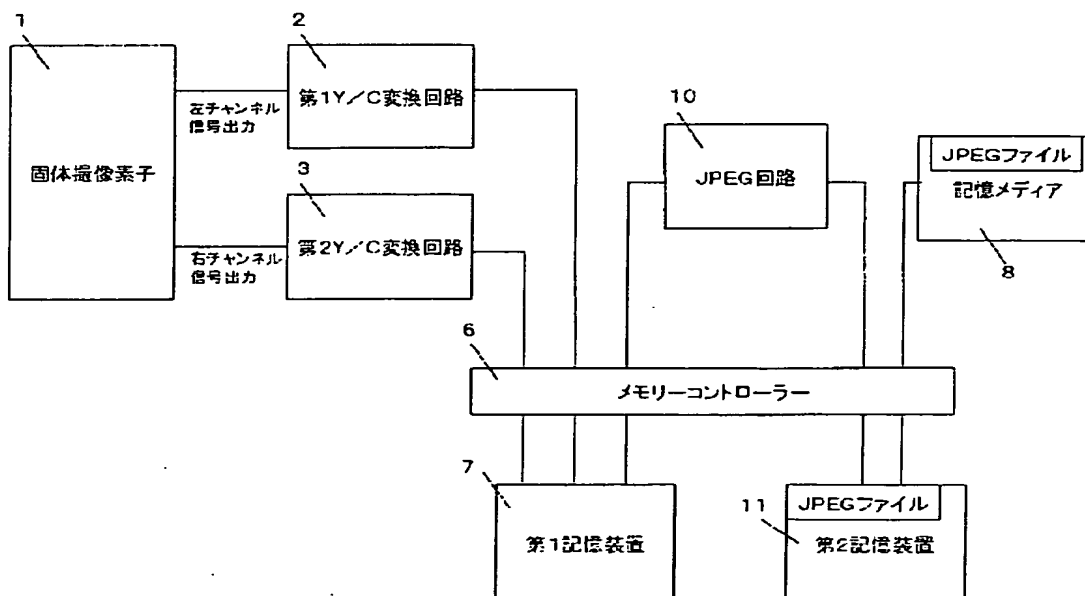 1
2
第1Y／C変換回路
左チャンネル
信号出力
固体撮像素子
3
第2Y／C変換回路
右チャンネル
信号出力
10
JPEG回路
JPEGファイル
記憶メディア
8
6
メモリーコントローラー
7
第1記憶装置
11
JPEGファイル
第2記憶装置